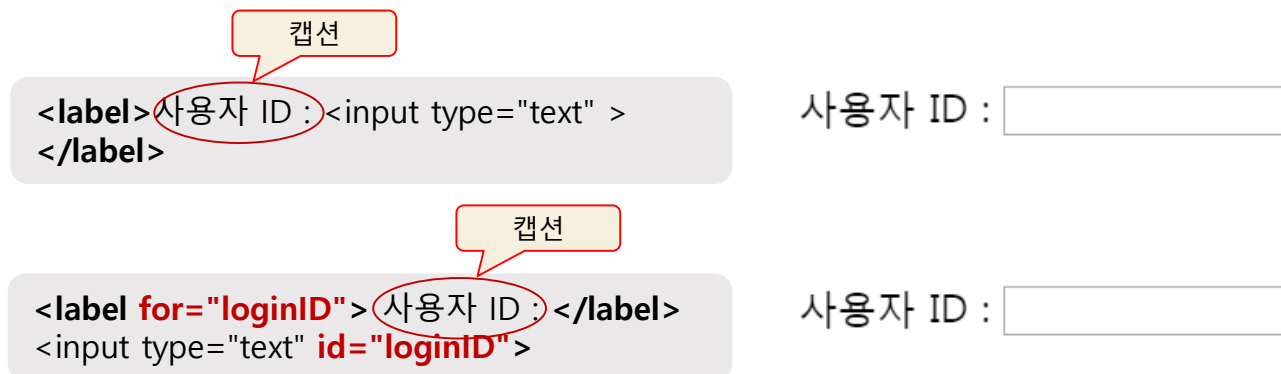 캡션
<label>사용자 ID : <input type="text" >
</label>
사용자 ID :
캡션
<label for="loginID"> 사용자 ID : </label>
<input type="text" id="loginID">
사용자 ID :